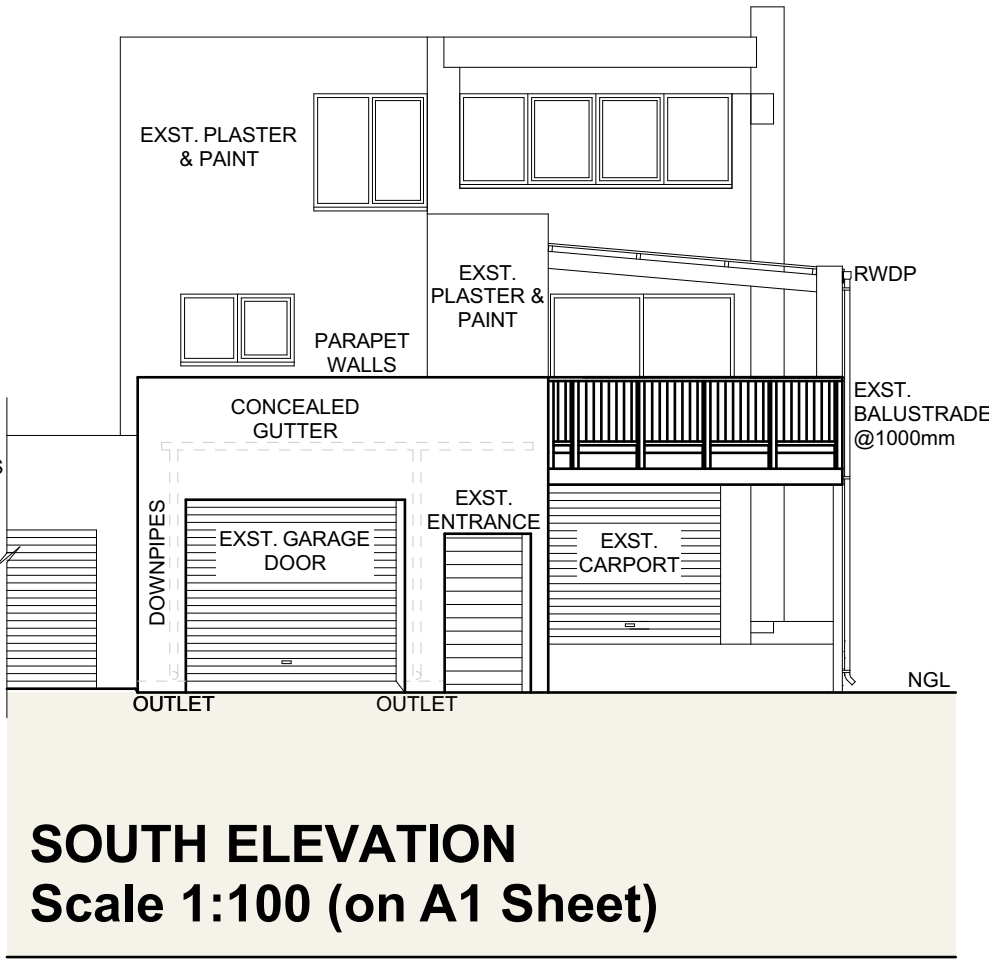 EXST. PLASTER
& PAINT
EXST.
PLASTER &
PAINT
RWDP
PARAPET
WALLS
EXST.
BALUSTRADE
@1000mm
CONCEALED
GUTTER
DOWNPIPES
EXST. GARAGE
DOOR
EXST.
ENTRANCE
EXST.
CARPORT
NGL
OUTLET
OUTLET
SOUTH ELEVATION
Scale 1:100 (on A1 Sheet)